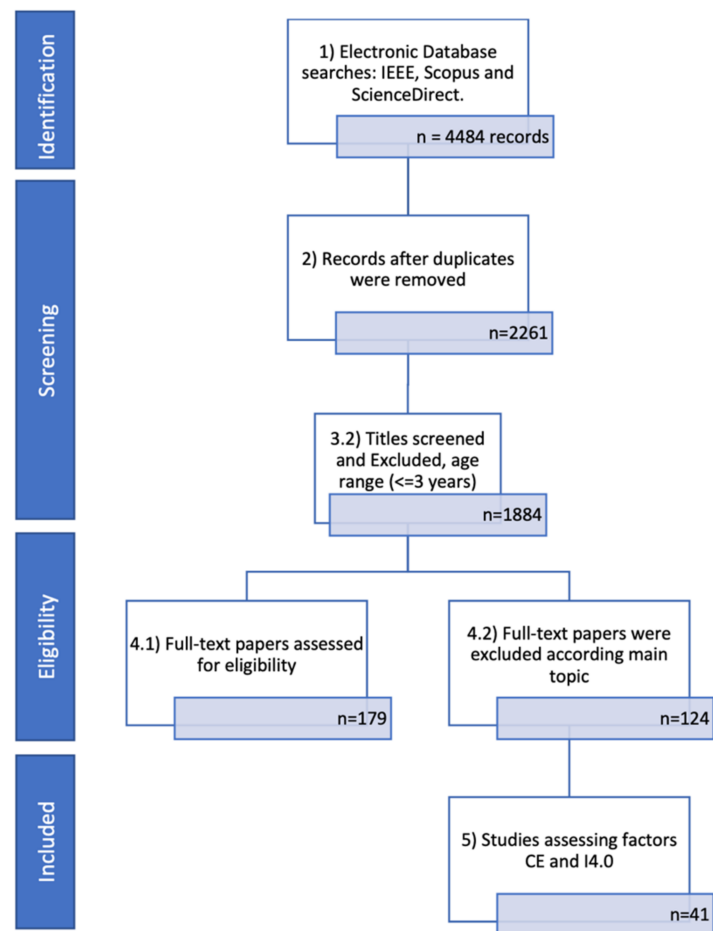 Identification
1) Electronic Database
searches: IEEE, Scopus and
ScienceDirect.
n = 4484 records
Screening
2) Records after duplicates
were removed
n=2261
3.2) Titles screened
and Excluded, age
range (<=3 years)
n=1884
Eligibility
4.1) Full-text papers assessed
for eligibility
n=179
4.2) Full-text papers were
excluded according main
topic
n=124
Included
5) Studies assessing factors
CE and I4.0
n=41